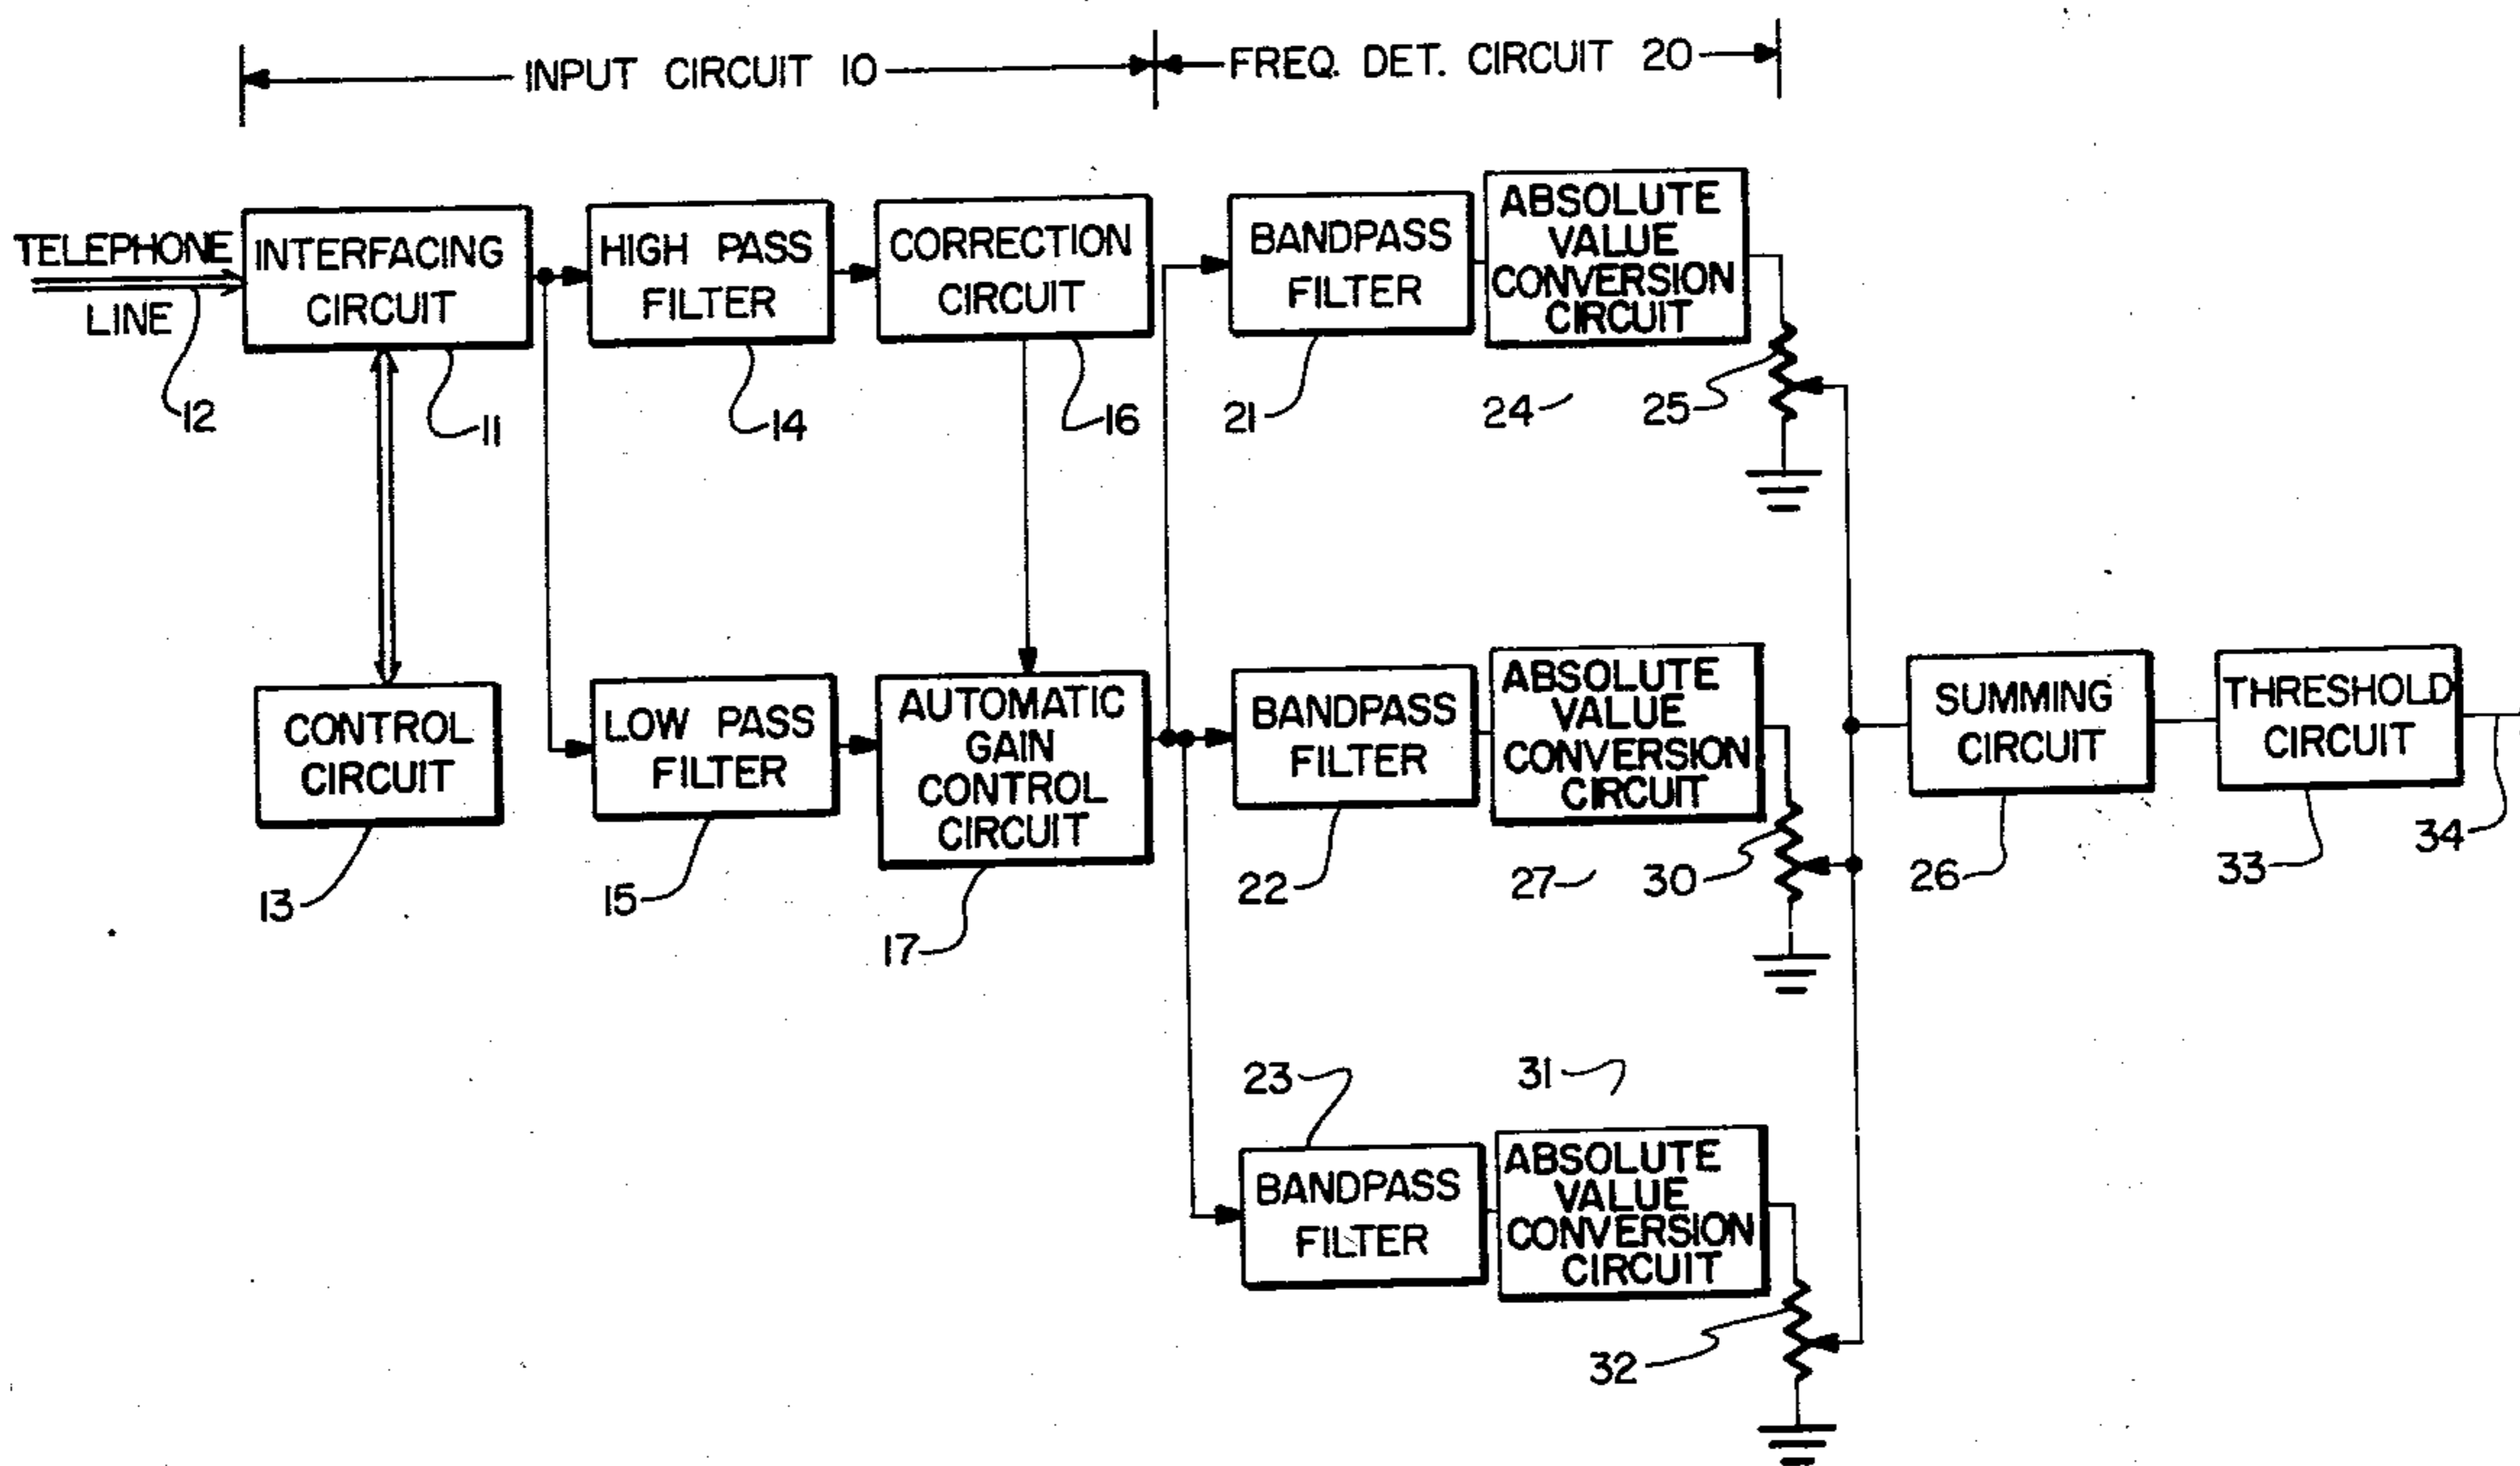 INPUT CIRCUIT 10
FREQ. DET. CIRCUIT 20
TELEPHONE
LINE
12
INTERFACING
CIRCUIT
11
HIGH PASS
FILTER
14
CORRECTION
CIRCUIT
16
BANDPASS
FILTER
21
ABSOLUTE
VALUE
CONVERSION
CIRCUIT
24
25
CONTROL
CIRCUIT
13
LOW PASS
FILTER
15
AUTOMATIC
GAIN
CONTROL
CIRCUIT
17
BANDPASS
FILTER
22
ABSOLUTE
VALUE
CONVERSION
CIRCUIT
27
30
SUMMING
CIRCUIT
26
THRESHOLD
CIRCUIT
33
34
23
BANDPASS
FILTER
31
ABSOLUTE
VALUE
CONVERSION
CIRCUIT
32